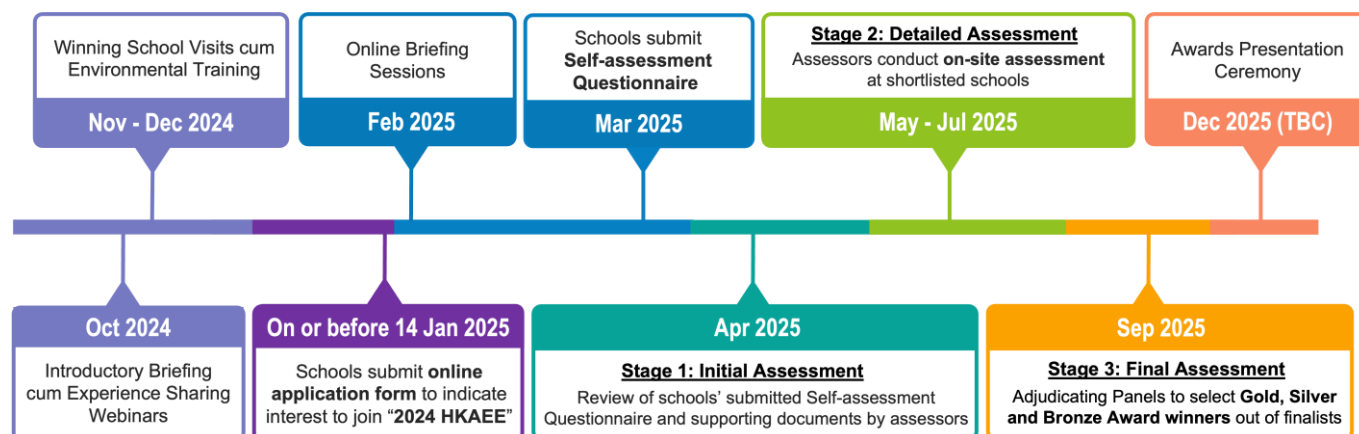 Winning School Visits cum
Environmental Training
Nov - Dec 2024
Online Briefing
Sessions
Feb 2025
Schools submit
Self-assessment
Questionnaire
Mar 2025
Stage 2: Detailed Assessment
Assessors conduct on-site assessment
at shortlisted schools
May - Jul 2025
Awards Presentation
Ceremony
Dec 2025 (TBC)
Oct 2024
Introductory Briefing
cum Experience Sharing
Webinars
On or before 14 Jan 2025
Schools submit online
application form to indicate
interest to join “2024 HKAEE”
Apr 2025
Stage 1: Initial Assessment
Review of schools’ submitted Self-assessment
Questionnaire and supporting documents by assessors
Sep 2025
Stage 3: Final Assessment
Adjudicating Panels to select Gold, Silver
and Bronze Award winners out of finalists